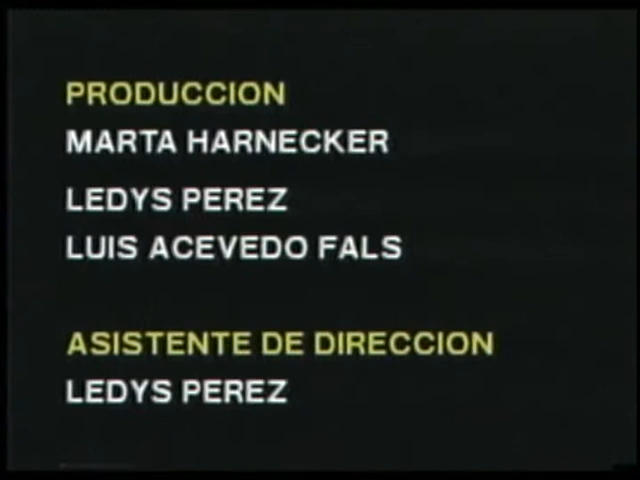 PRODUCCION
MARTA HARNECKER
LEDYS PEREZ
LUIS ACEVEDO FALS
ASISTENTE DE DIRECCION
LEDYS PEREZ